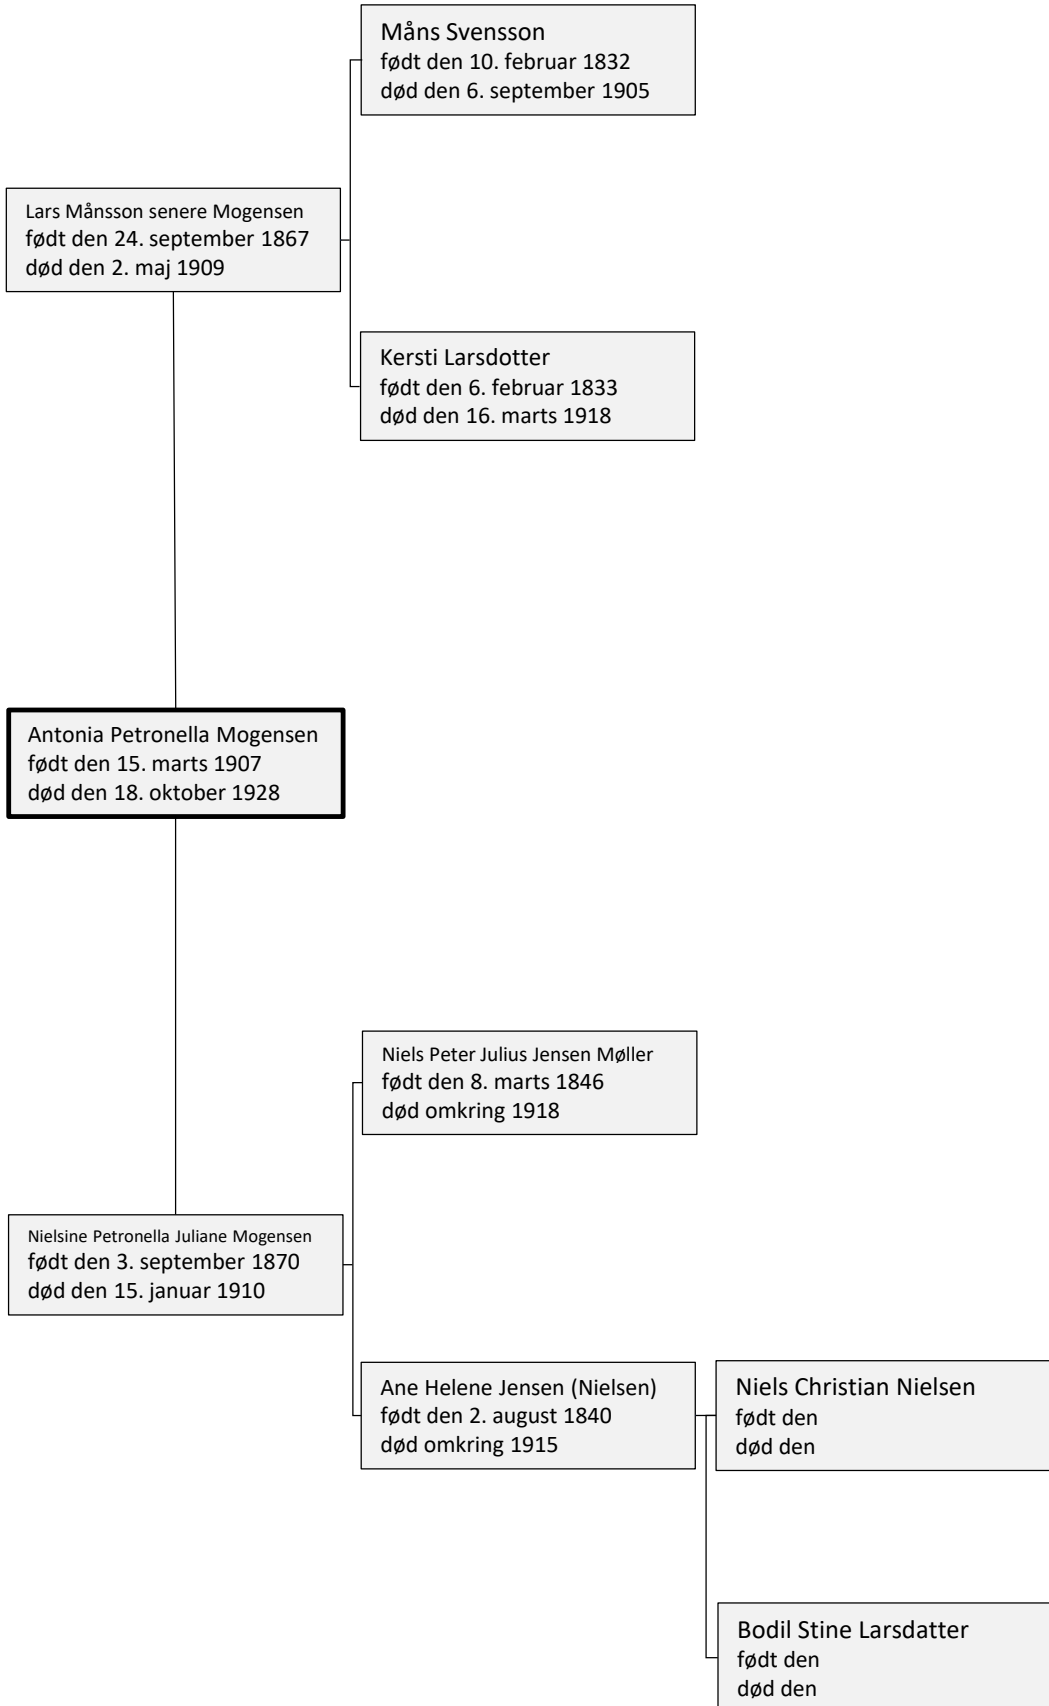 Måns Svensson
født den 10. februar 1832
død den 6. september 1905
Lars Månsson senere Mogensen
født den 24. september 1867
død den 2. maj 1909
Kersti Larsdotter
født den 6. februar 1833
død den 16. marts 1918
Antonia Petronella Mogensen
født den 15. marts 1907
død den 18. oktober 1928
Niels Peter Julius Jensen Møller
født den 8. marts 1846
død omkring 1918
Nielsine Petronella Juliane Mogensen
født den 3. september 1870
død den 15. januar 1910
Ane Helene Jensen (Nielsen)
født den 2. august 1840
død omkring 1915
Niels Christian Nielsen
født den
død den
Bodil Stine Larsdatter
født den
død den